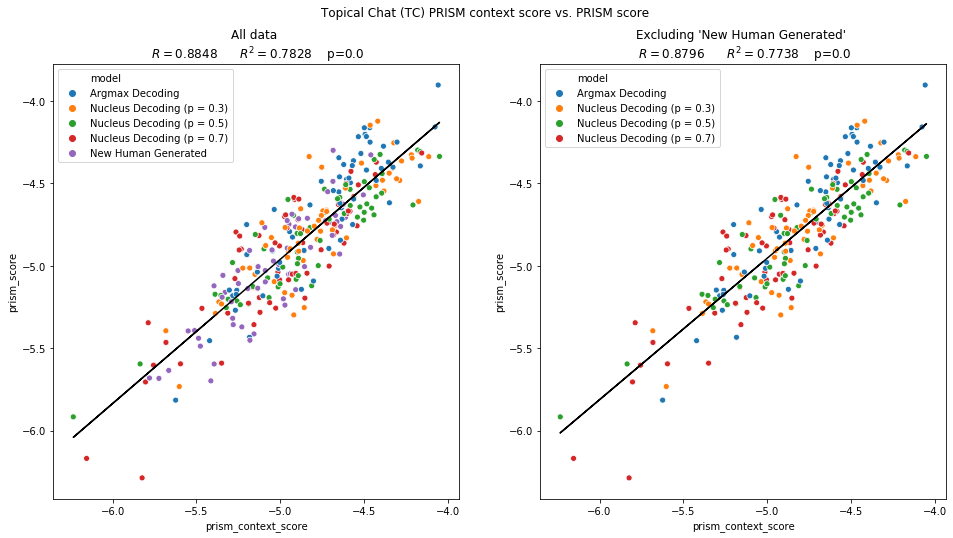 Topical Chat (TC) PRISM context score vs. PRISM score
All data
R = 0.8848 R² = 0.7828 p=0.0
model
Argmax Decoding
Nucleus Decoding (p = 0.3)
Nucleus Decoding (p = 0.5)
Nucleus Decoding (p = 0.7)
New Human Generated
−4.0
−4.5
−5.0
−5.5
−6.0
prism_score
−6.0 −5.5 −5.0 −4.5 −4.0
prism_context_score
Excluding 'New Human Generated'
R = 0.8796 R² = 0.7738 p=0.0
model
Argmax Decoding
Nucleus Decoding (p = 0.3)
Nucleus Decoding (p = 0.5)
Nucleus Decoding (p = 0.7)
−4.0
−4.5
−5.0
−5.5
−6.0
prism_score
−6.0 −5.5 −5.0 −4.5 −4.0
prism_context_score